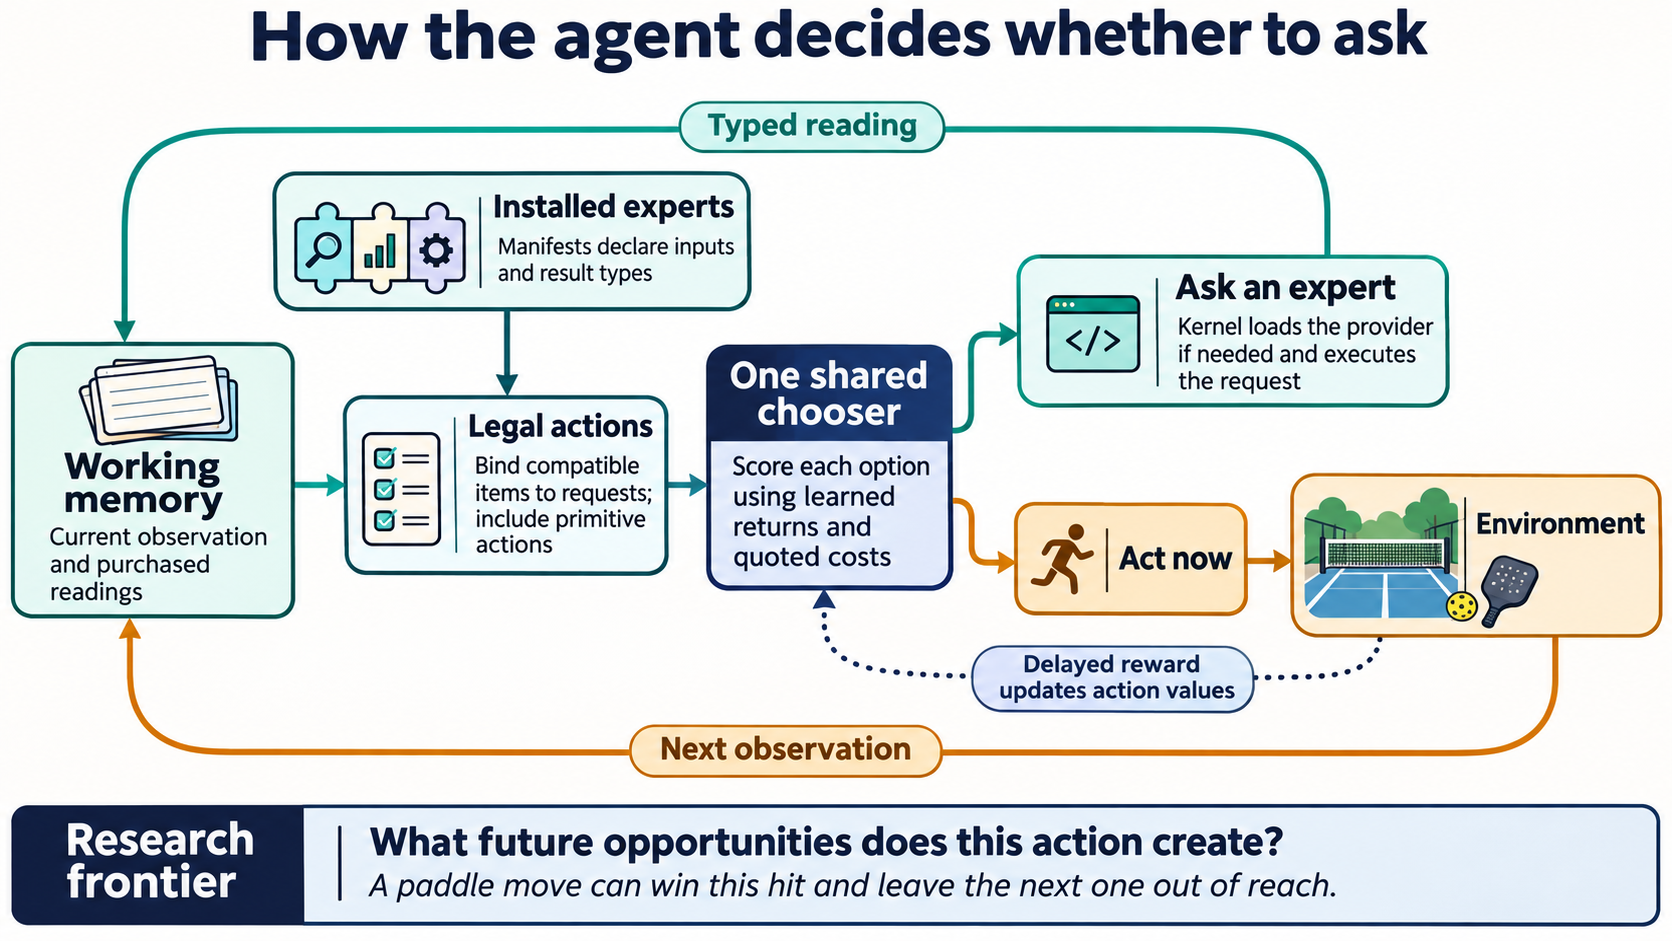 How the agent decides whether to ask
Typed reading
Installed experts
Manifests declare inputs
and result types
Ask an expert
Kernel loads the provider
if needed and executes
the request
</>
Working
memory
Current observation
and purchased
readings
Legal actions
Bind compatible
items to requests;
include primitive
actions
One shared
chooser
Score each option
using learned
returns and
quoted costs
Act now
Environment
Delayed reward
updates action values
Next observation
Research
frontier
What future opportunities does this action create?
A paddle move can win this hit and leave the next one out of reach.